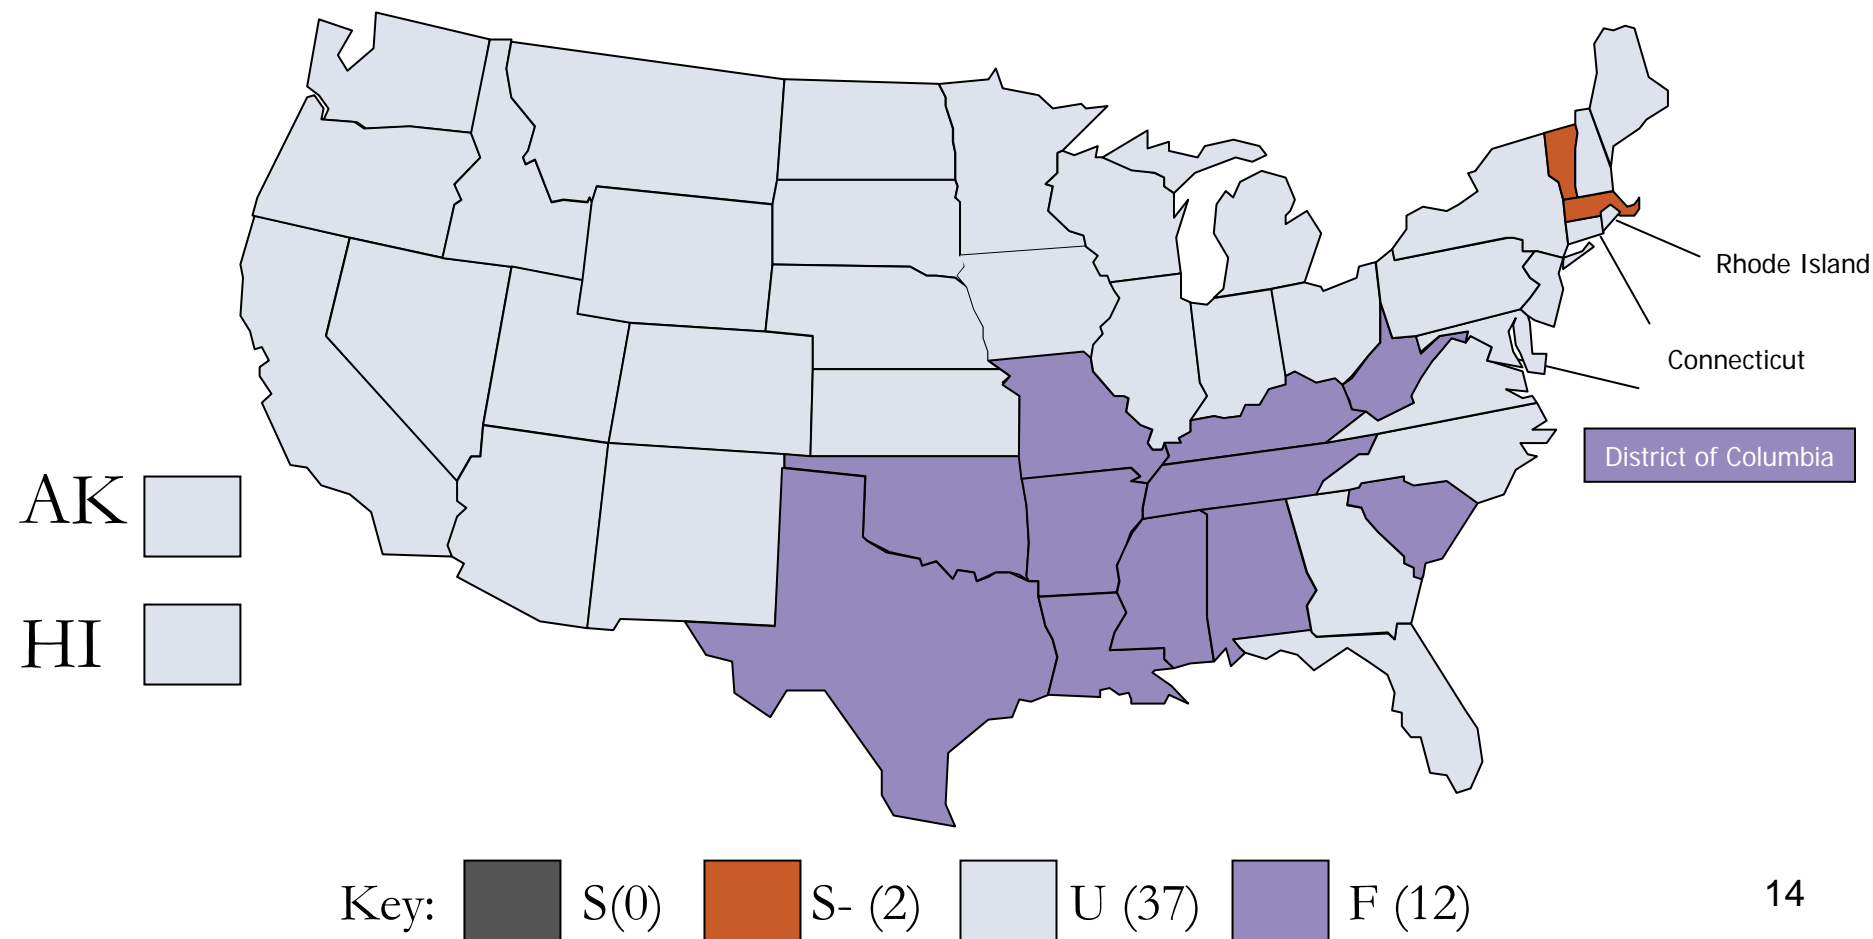 Rhode Island
Connecticut
District of Columbia
AK
HI
Key: S(0) S- (2) U (37) F (12)
14